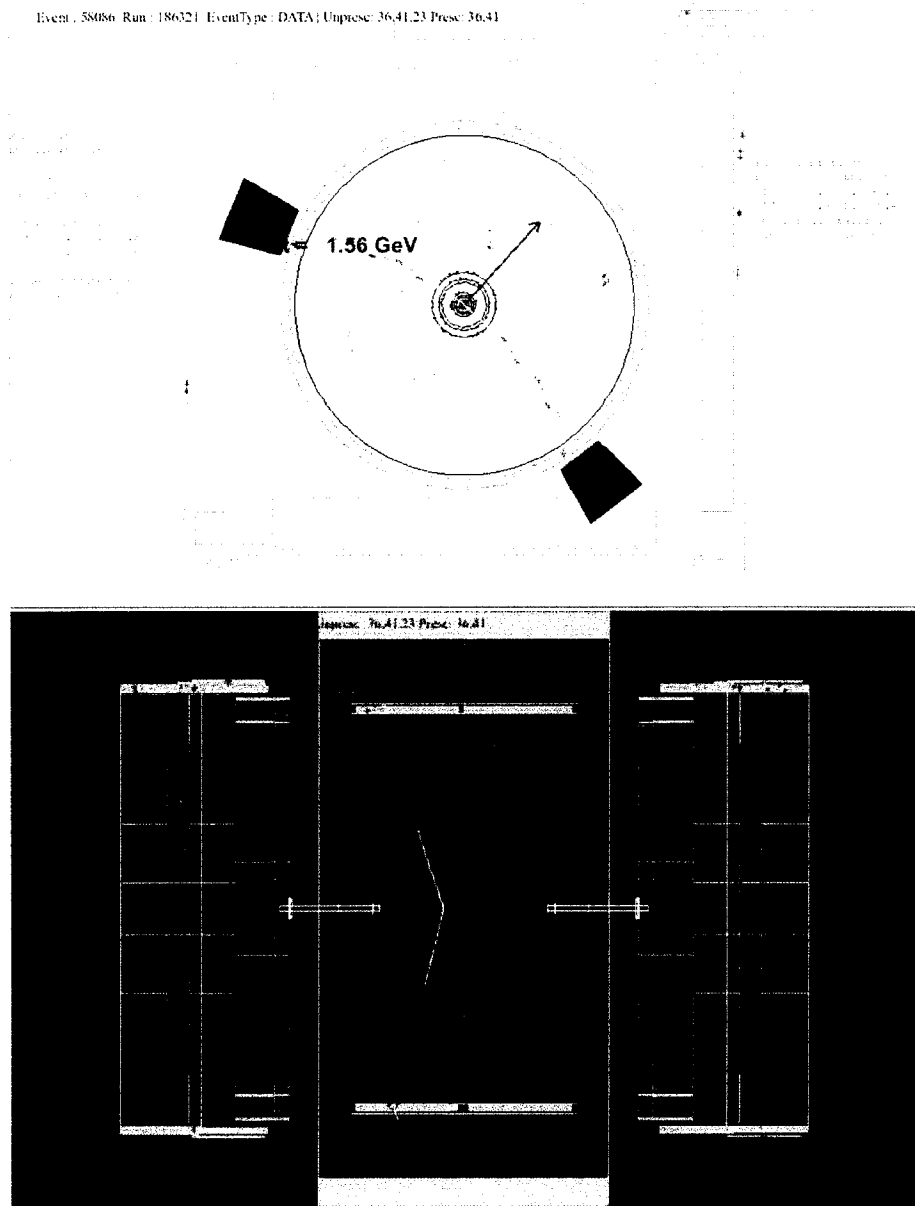 Event : 58086 Run : 186321 EventType : DATA | Unpresc: 36,41,23 Presc: 36,41
1.56 GeV
Unpresc: 36,41,23 Presc: 36,41